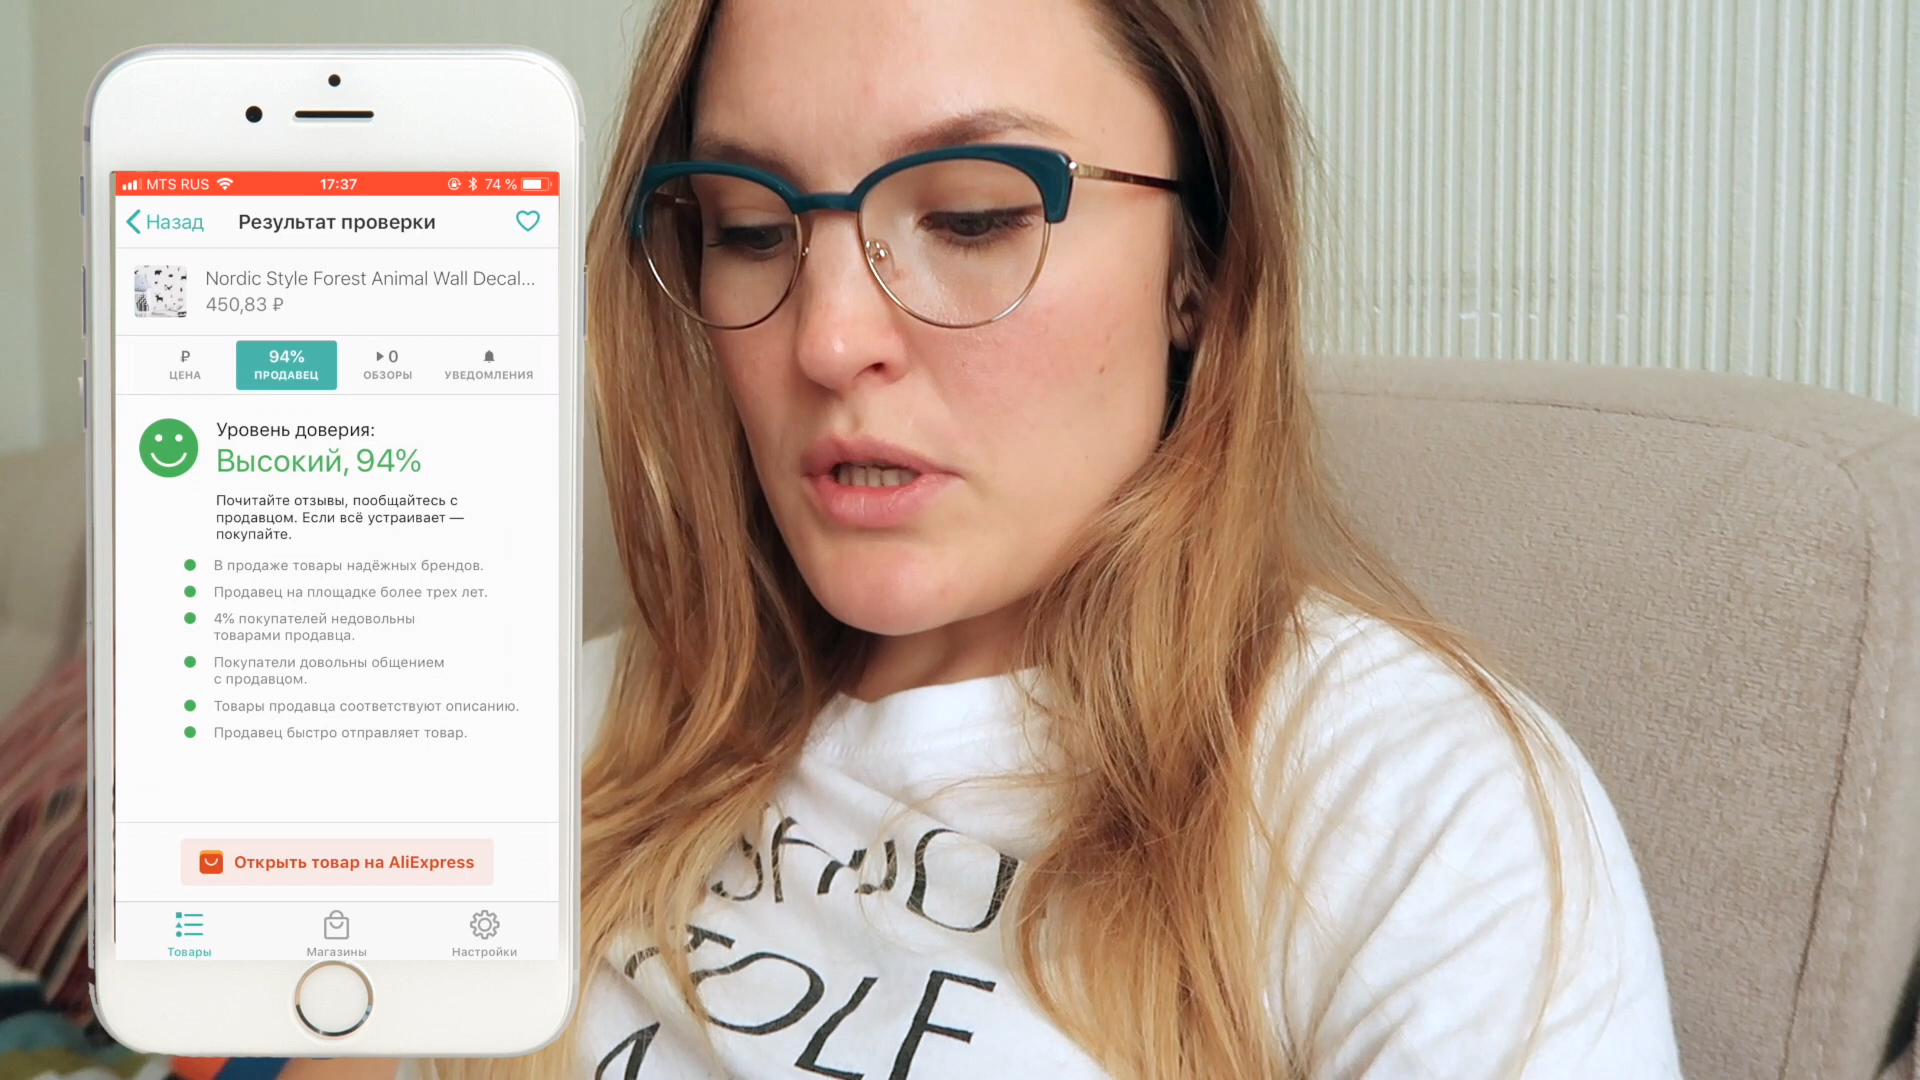 MTS RUS
17:37
74 %
Назад
Результат проверки
Nordic Style Forest Animal Wall Decal...
450,83 ₽
₽
ЦЕНА
94%
ПРОДАВЕЦ
0
ОБЗОРЫ
УВЕДОМЛЕНИЯ
Уровень доверия:
Высокий, 94%
Почитайте отзывы, пообщайтесь с
продавцом. Если всё устраивает —
покупайте.
В продаже товары надёжных брендов.
Продавец на площадке более трех лет.
4% покупателей недовольны
товарами продавца.
Покупатели довольны общением
с продавцом.
Товары продавца соответствуют описанию.
Продавец быстро отправляет товар.
Открыть товар на AliExpress
Товары
Магазины
Настройки